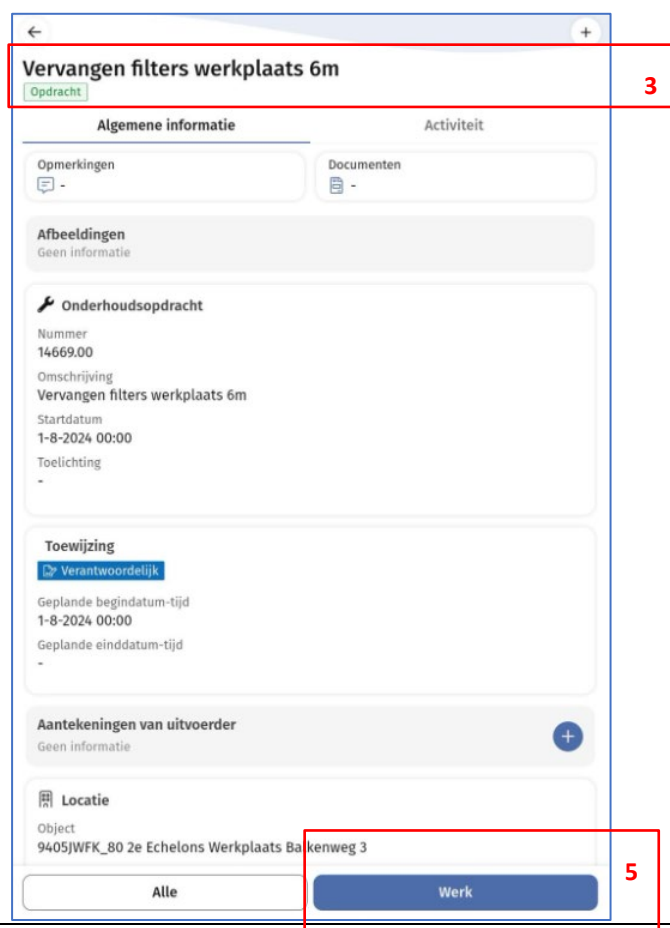 Vervangen filters werkplaats 6m
3
Opdracht
Algemene informatie
Activiteit
Opmerkingen
-
Documenten
-
Afbeeldingen
Geen informatie
Onderhoudsopdracht
Nummer
14669.00
Omschrijving
Vervangen filters werkplaats 6m
Startdatum
1-8-2024 00:00
Toelichting
-
Toewijzing
Verantwoordelijk
Geplande begindatum-tijd
1-8-2024 00:00
Geplande einddatum-tijd
-
Aantekeningen van uitvoerder
Geen informatie
Locatie
Object
9405JWFK_80 2e Echelons Werkplaats Balkenweg 3
5
Alle
Werk